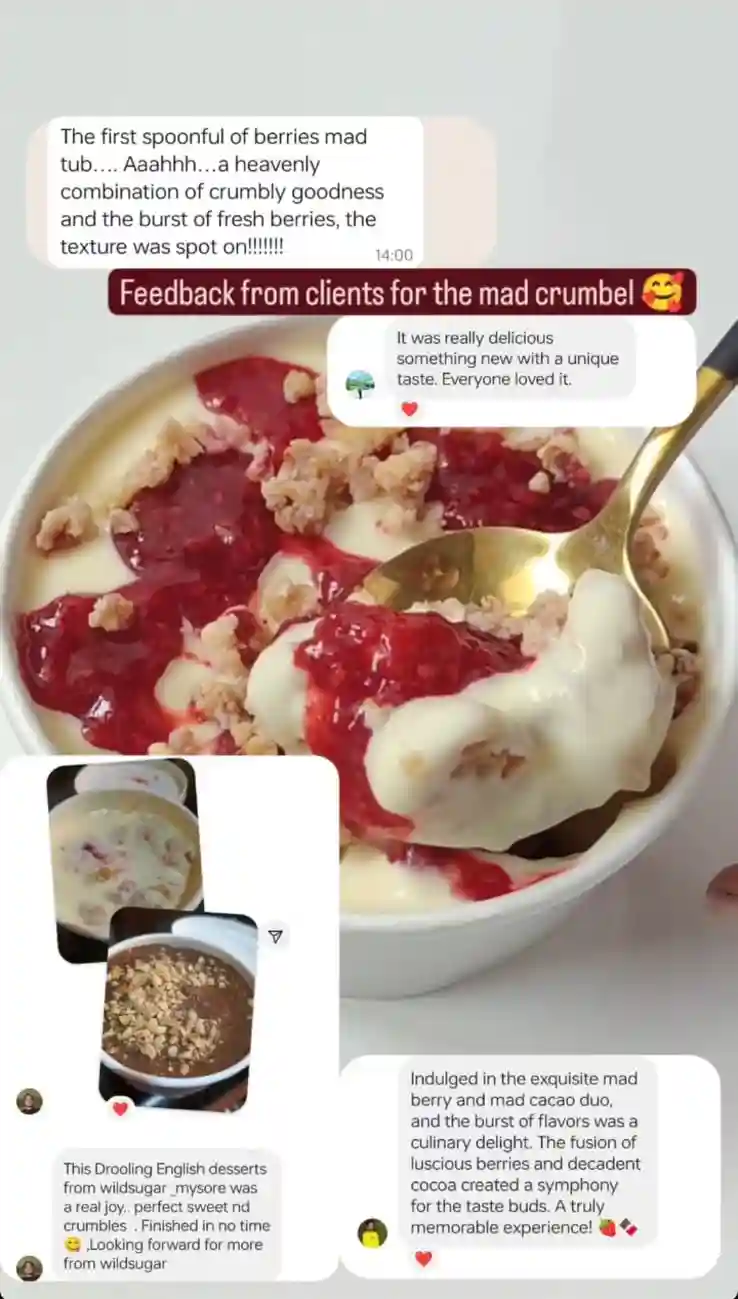 The first spoonful of berries mad
tub.... Aaahhh...a heavenly
combination of crumbly goodness
and the burst of fresh berries, the
texture was spot on!!!!!!!
14:00
Feedback from clients for the mad crumbel 🥰
It was really delicious
something new with a unique
taste. Everyone loved it.
❤️
❤️
This Drooling English desserts
from wildsugar _mysore was
a real joy.. perfect sweet nd
crumbles . Finished in no time
😋 ,Looking forward for more
from wildsugar
Indulged in the exquisite mad
berry and mad cacao duo,
and the burst of flavors was a
culinary delight. The fusion of
luscious berries and decadent
cocoa created a symphony
for the taste buds. A truly
memorable experience! 🍓🍫
❤️